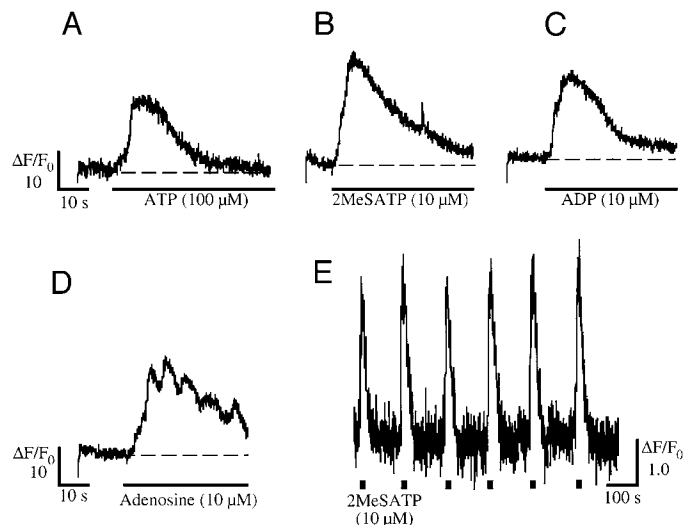 A
B
C
ΔF/F₀
10
10 s
ATP (100 µM)
2MeSATP (10 µM)
ADP (10 µM)
D
E
ΔF/F₀
10
10 s
Adenosine (10 µM)
2MeSATP
(10 µM)
ΔF/F₀
1.0
100 s